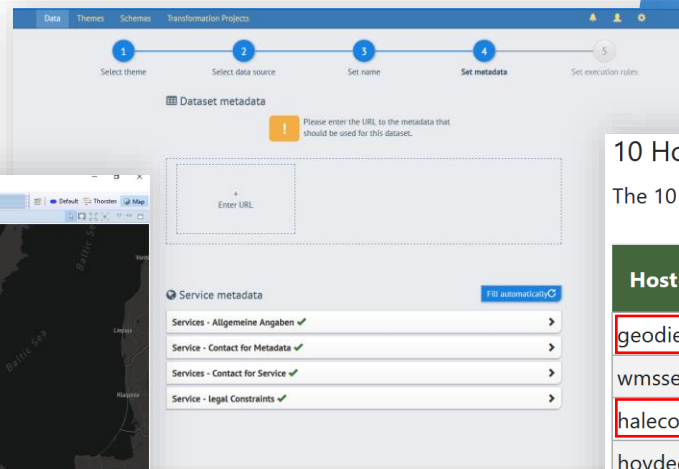 Data Themes Schemas Transformation Projects
1 2 3 4 5
Select theme Select data source Set name Set metadata Set execution rules
Dataset metadata
! Please enter the URL to the metadata that
should be used for this dataset.
+
Enter URL
Service metadata
Fill automatically
Services - Allgemeine Angaben
Service - Contact for Metadata
Services - Contact for Service
Service - legal Constraints
Default Thorsten Map
Baltic Sea
Baltic Sea
Liepaja
Klaipeda
10 Ho
The 10
Host
geodie
wmsse
haleco
hovded